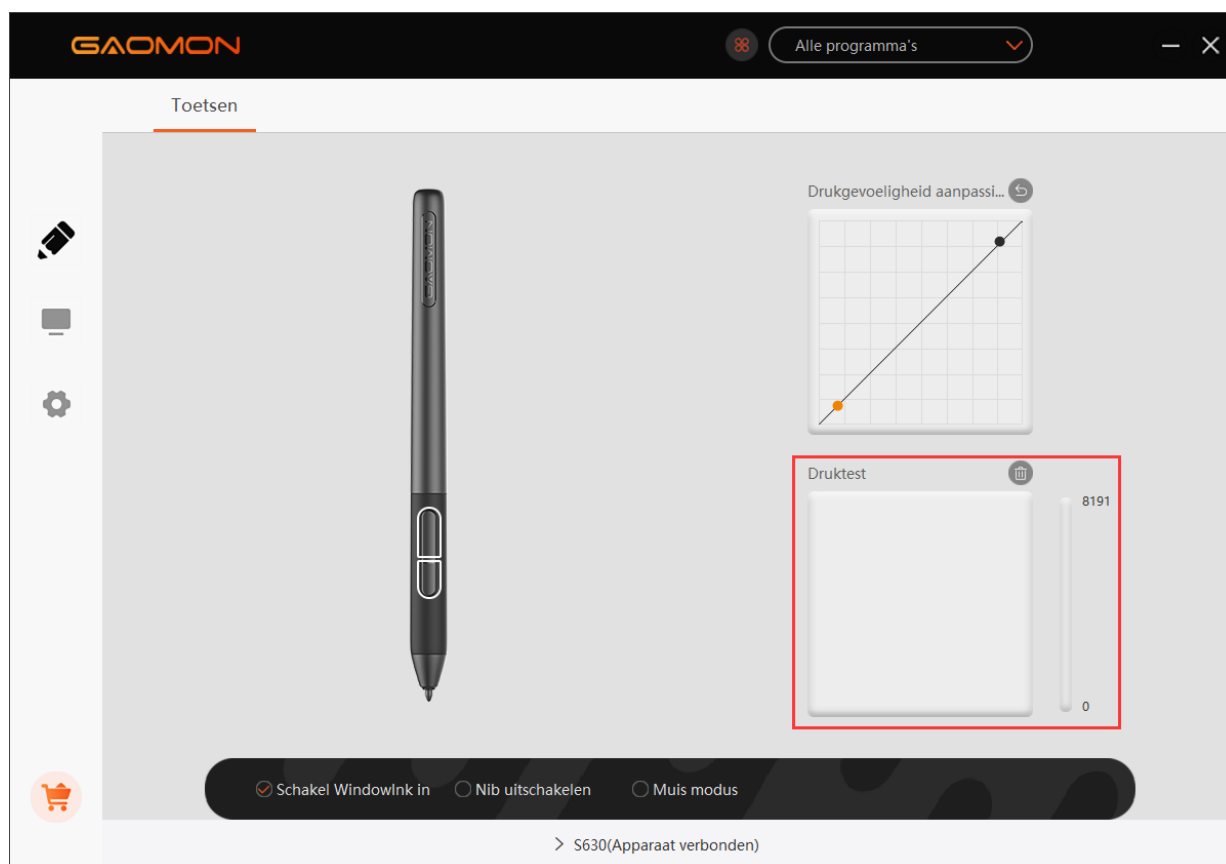 GAOMON
Alle programma's
Toetsen
Drukgevoeligheid aanpassi...
GAOMON
Druktest
8191
0
Schakel WindowInk in
Nib uitschakelen
Muis modus
S630(Apparaat verbonden)